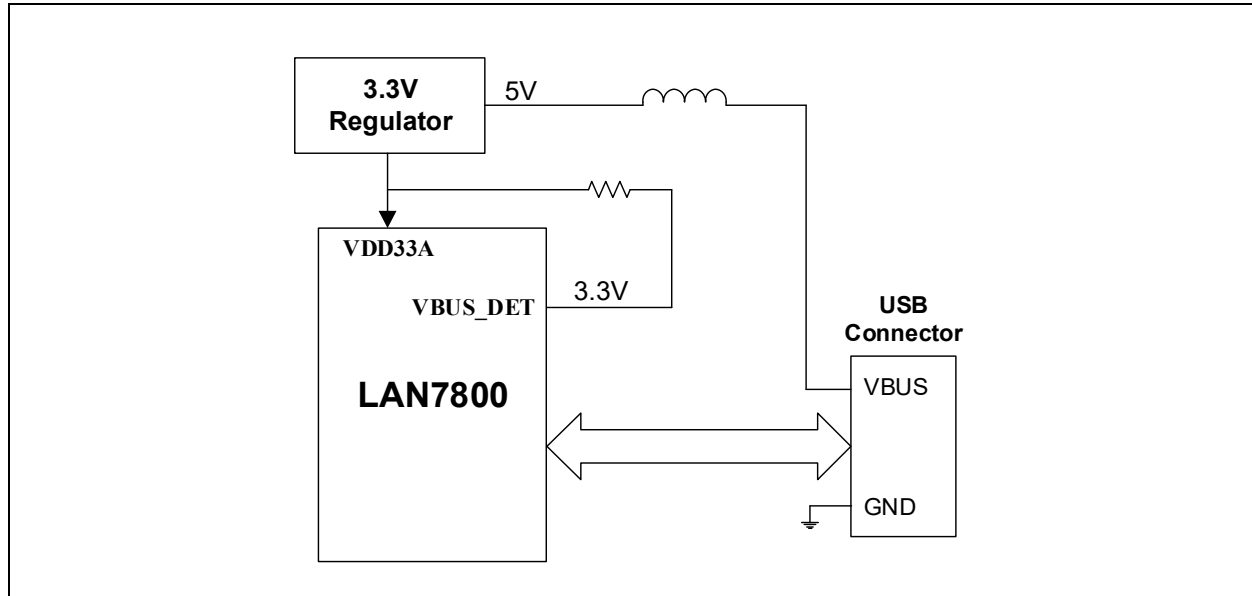 3.3V
Regulator
5V
VDD33A
VBUS_DET
3.3V
LAN7800
USB
Connector
VBUS
GND